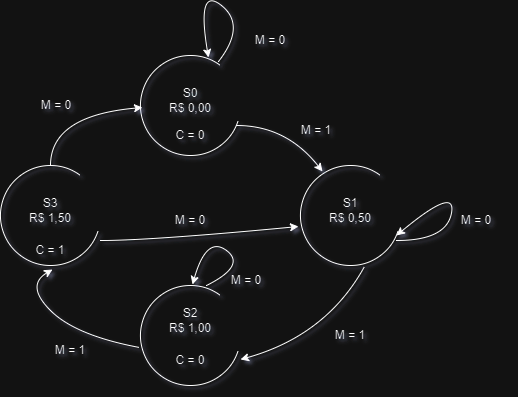 M = 0
S0
R$ 0,00
C = 0
M = 0
M = 1
S3
R$ 1,50
C = 1
M = 0
S1
R$ 0,50
M = 0
M = 0
S2
R$ 1,00
C = 0
M = 1
M = 1